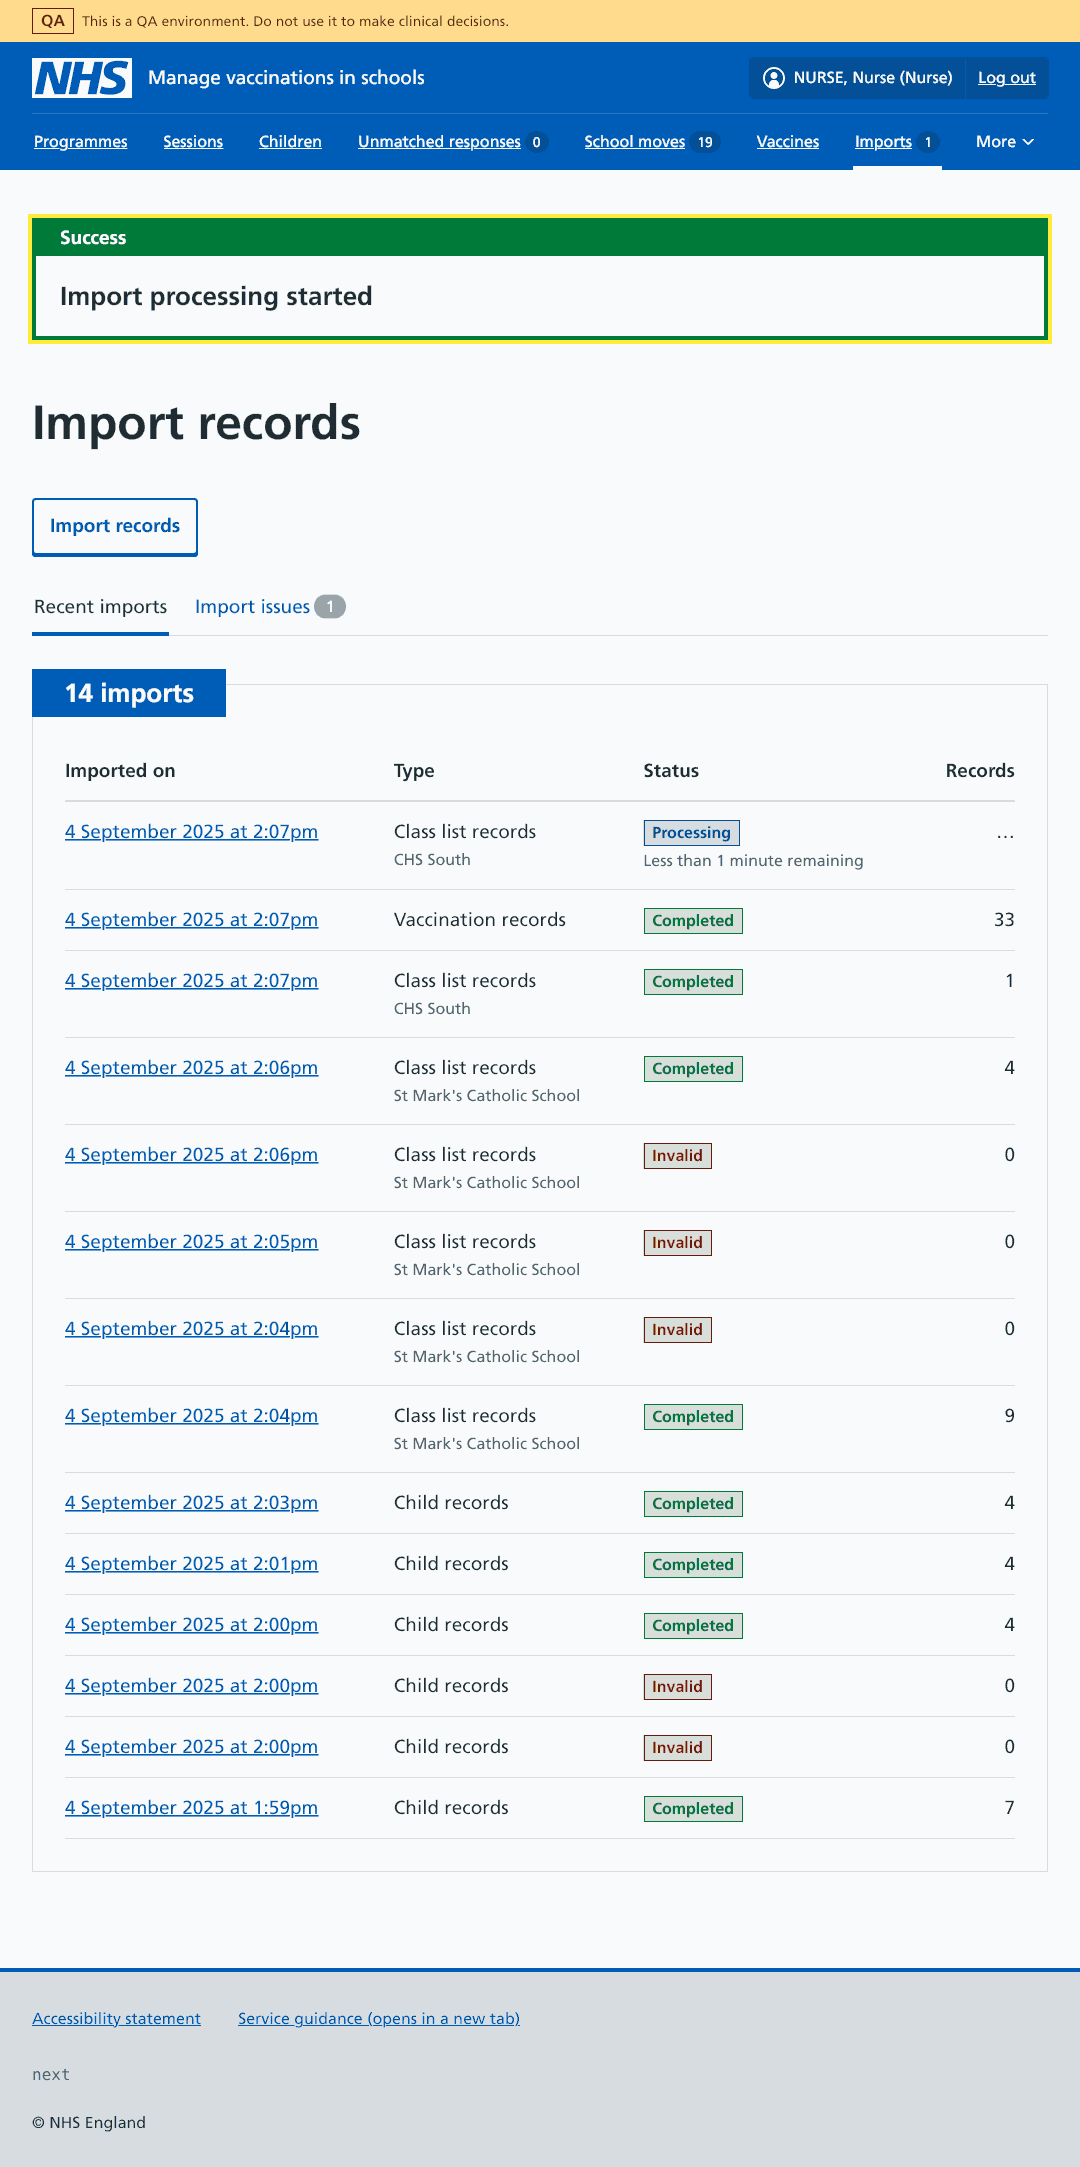 QA This is a QA environment. Do not use it to make clinical decisions.
NHS Manage vaccinations in schools NURSE, Nurse (Nurse) Log out
Programmes Sessions Children Unmatched responses 0 School moves 19 Vaccines Imports 1 More
Success
Import processing started
Import records
Import records
Recent imports Import issues 1
14 imports
Imported on Type Status Records
4 September 2025 at 2:07pm Class list records Processing ...
CHS South Less than 1 minute remaining
4 September 2025 at 2:07pm Vaccination records Completed 33
4 September 2025 at 2:07pm Class list records Completed 1
CHS South
4 September 2025 at 2:06pm Class list records Completed 4
St Mark's Catholic School
4 September 2025 at 2:06pm Class list records Invalid 0
St Mark's Catholic School
4 September 2025 at 2:05pm Class list records Invalid 0
St Mark's Catholic School
4 September 2025 at 2:04pm Class list records Invalid 0
St Mark's Catholic School
4 September 2025 at 2:04pm Class list records Completed 9
St Mark's Catholic School
4 September 2025 at 2:03pm Child records Completed 4
4 September 2025 at 2:01pm Child records Completed 4
4 September 2025 at 2:00pm Child records Completed 4
4 September 2025 at 2:00pm Child records Invalid 0
4 September 2025 at 2:00pm Child records Invalid 0
4 September 2025 at 1:59pm Child records Completed 7
Accessibility statement Service guidance (opens in a new tab)
next
© NHS England